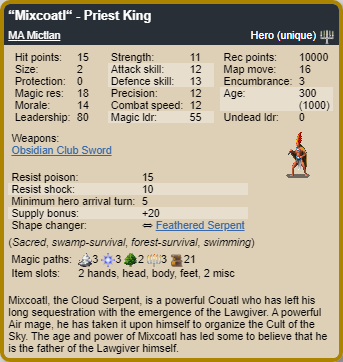 “Mixcoatl“ - Priest King
MA Mictlan Hero (unique)
Hit points: 15 Strength: 11 Rec points: 10000
Size: 2 Attack skill: 12 Map move: 16
Protection: 0 Defence skill: 13 Encumbrance: 3
Magic res: 18 Precision: 12 Age: 300
Morale: 14 Combat speed: 12 (1000)
Leadership: 80 Magic ldr: 55 Undead ldr: 0
Weapons:
Obsidian Club Sword
Resist poison: 15
Resist shock: 10
Minimum hero arrival turn: 5
Supply bonus: +20
Shape changer: ⇔ Feathered Serpent
(Sacred, swamp-survival, forest-survival, swimming)
Magic paths: 3 3 2 3 21
Item slots: 2 hands, head, body, feet, 2 misc
Mixcoatl, the Cloud Serpent, is a powerful Couatl who has left his
long sequestration with the emergence of the Lawgiver. A powerful
Air mage, he has taken it upon himself to organize the Cult of the
Sky. The age and power of Mixcoatl has led some to believe that he
is the father of the Lawgiver himself.